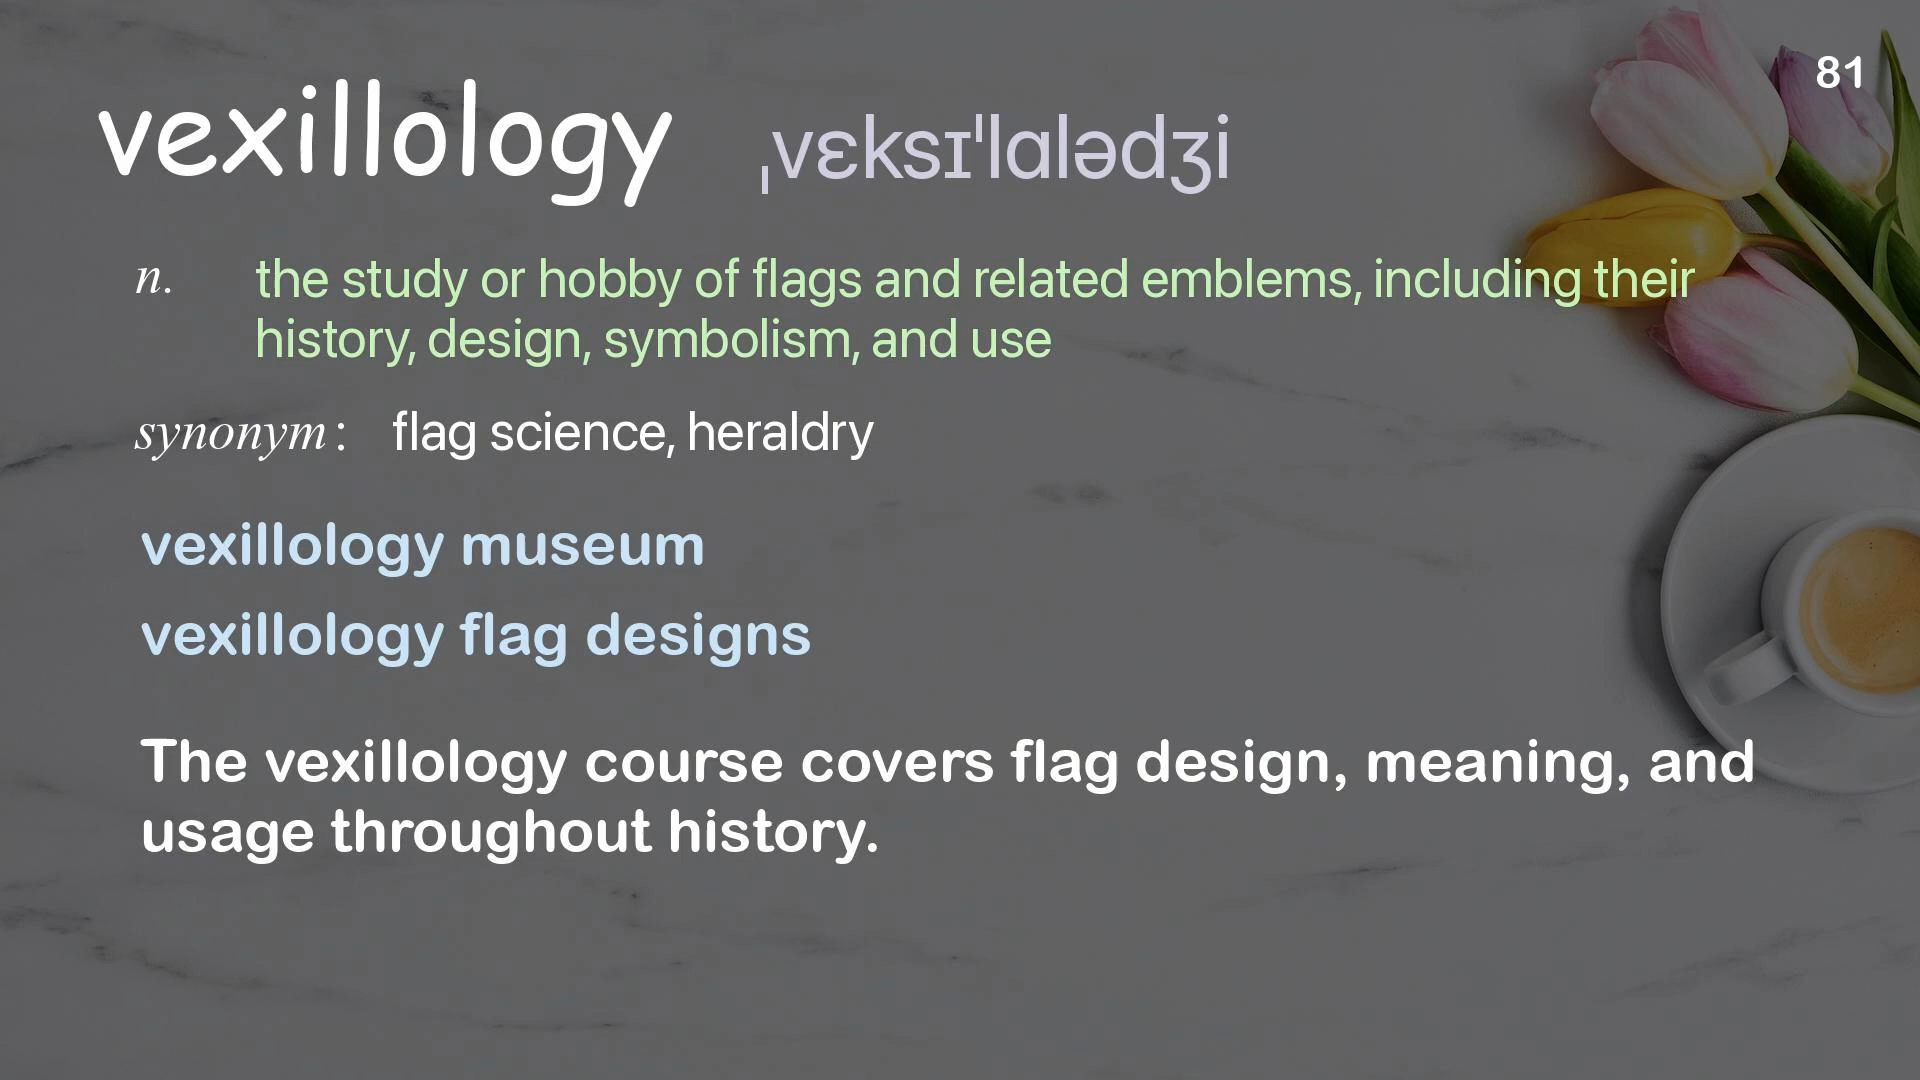 81
vexillology ˌvɛksɪˈlɑlədʒi
n. the study or hobby of flags and related emblems, including their
history, design, symbolism, and use
synonym: flag science, heraldry
vexillology museum
vexillology flag designs
The vexillology course covers flag design, meaning, and
usage throughout history.